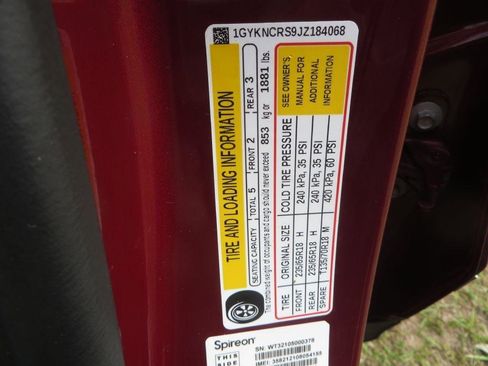 1GYKNCRS9JZ184068
TIRE AND LOADING INFORMATION
SEATING CAPACITY TOTAL 5 FRONT 2 REAR 3
The combined weight of occupants and cargo should never exceed 853 kg or 1881 lbs.
TIRE ORIGINAL SIZE COLD TIRE PRESSURE
FRONT 235/65R18 H 240 kPa, 35 PSI
REAR 235/65R18 H 240 kPa, 35 PSI
SPARE T135/70R18 M 420 kPa, 60 PSI
SEE OWNER'S
MANUAL FOR
ADDITIONAL
INFORMATION
Spireon
SN: WT32105000378
IMEI: 358212108054155
THIS
SIDE